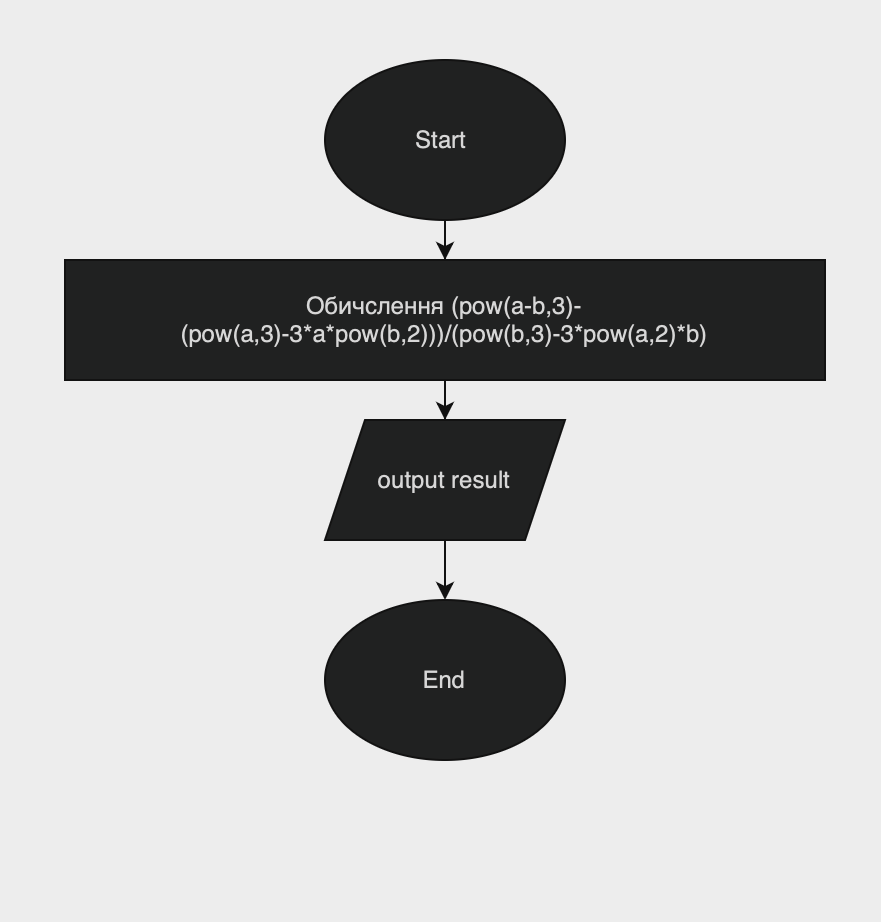 Start
Обичслення (pow(a-b,3)-
(pow(a,3)-3*a*pow(b,2)))/(pow(b,3)-3*pow(a,2)*b)
output result
End